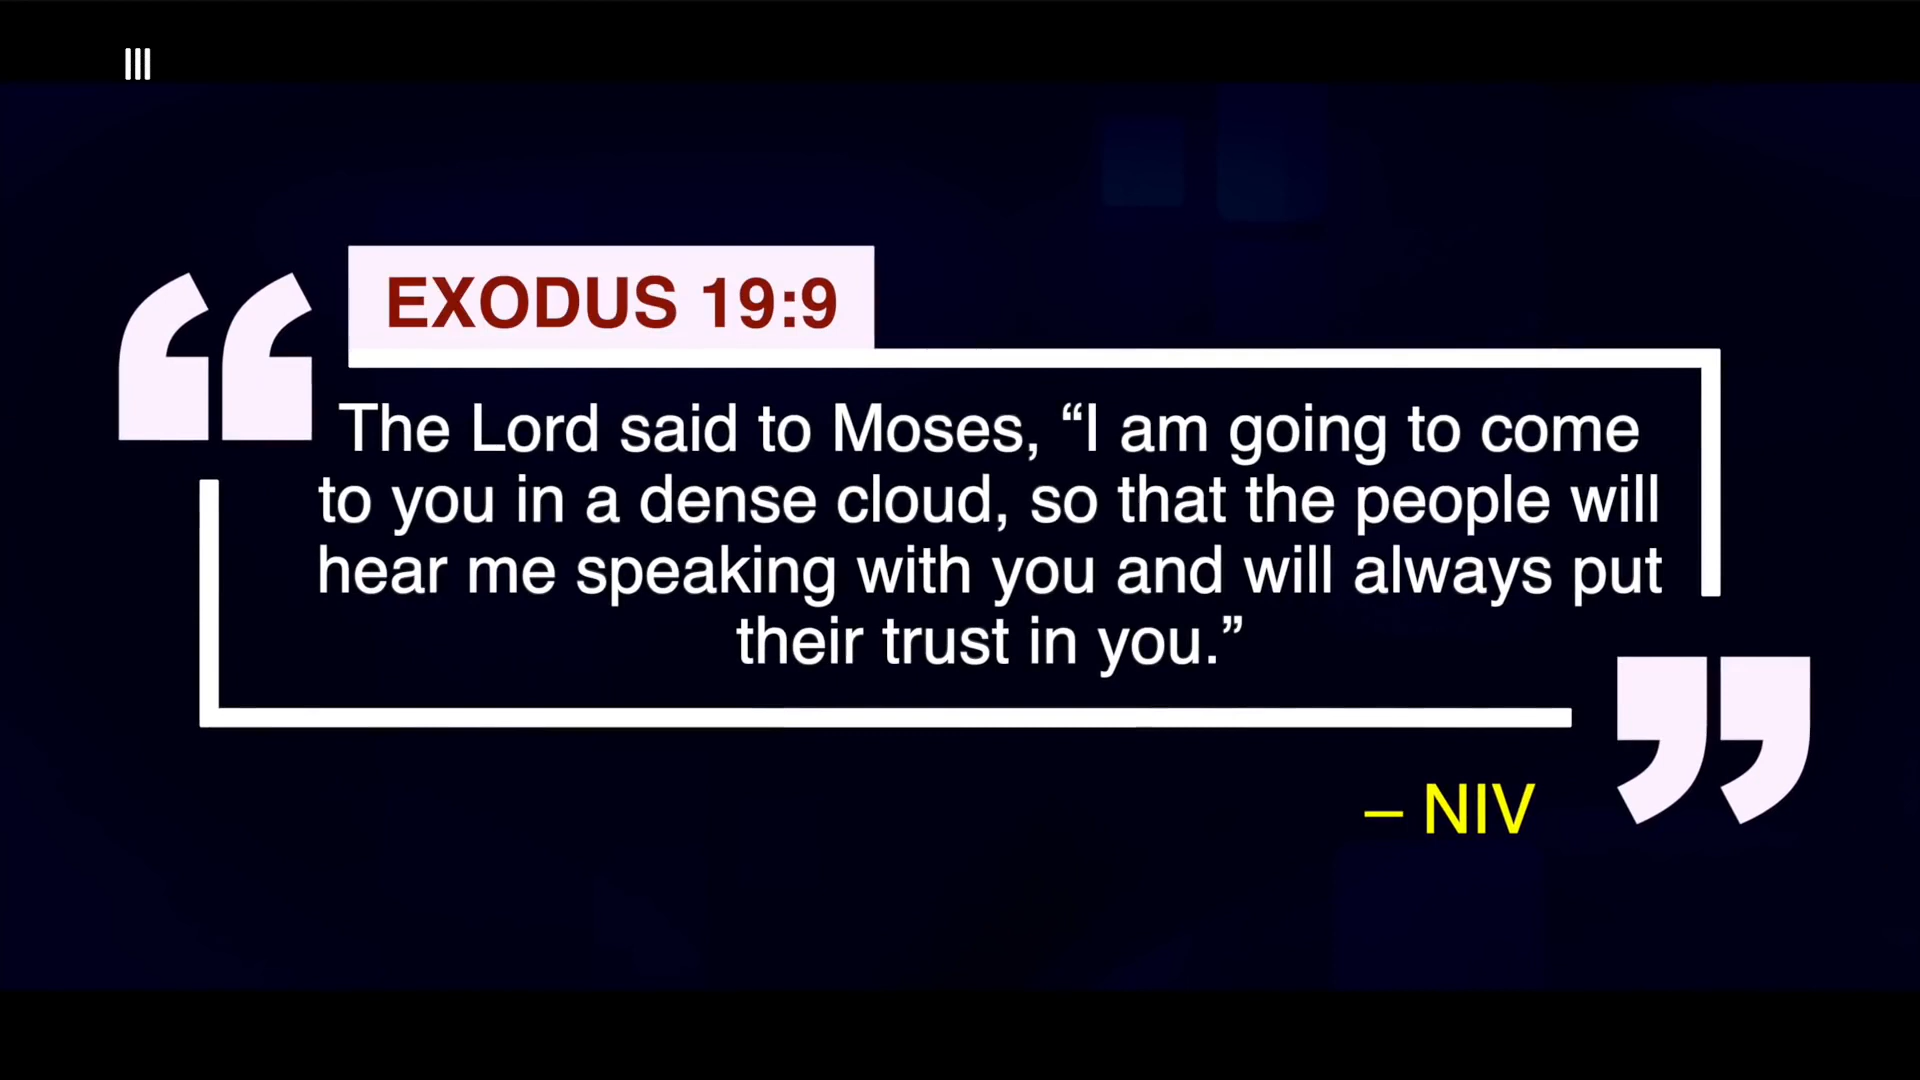 EXODUS 19:9
The Lord said to Moses, “I am going to come
to you in a dense cloud, so that the people will
hear me speaking with you and will always put
their trust in you.”
– NIV